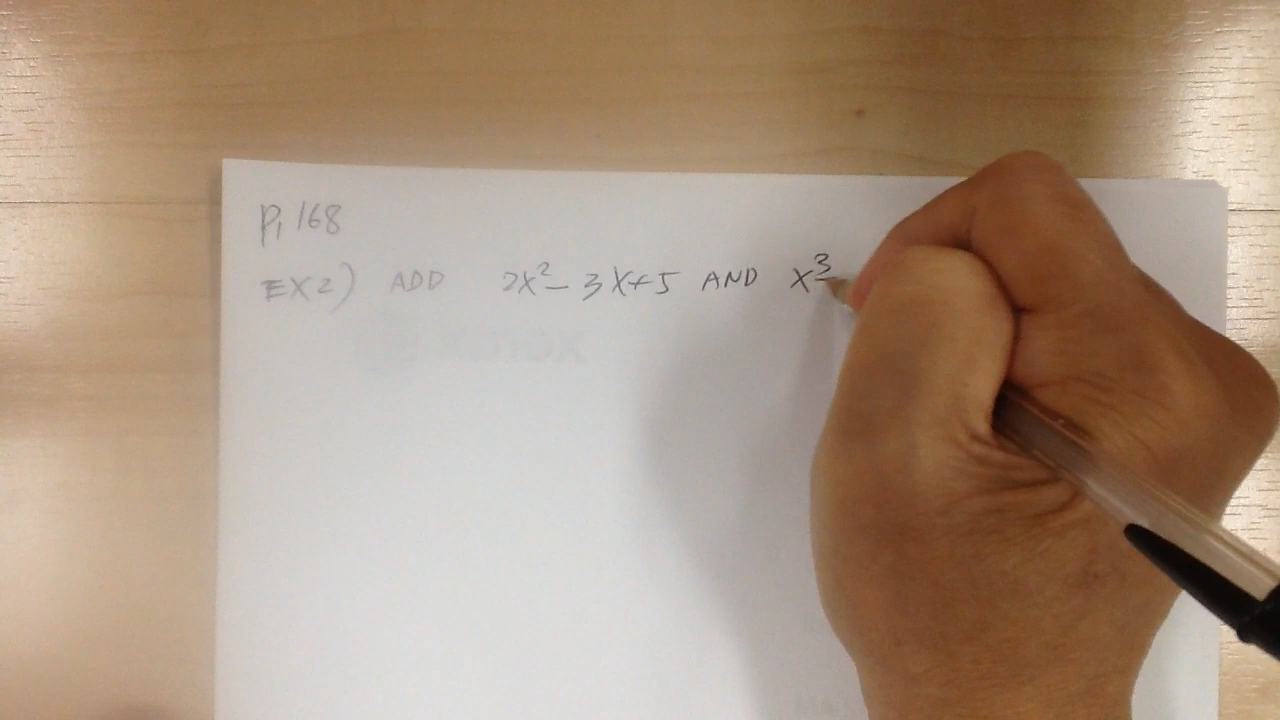 P, 168
EX2) ADD 2x² - 3x+5 AND x³ -